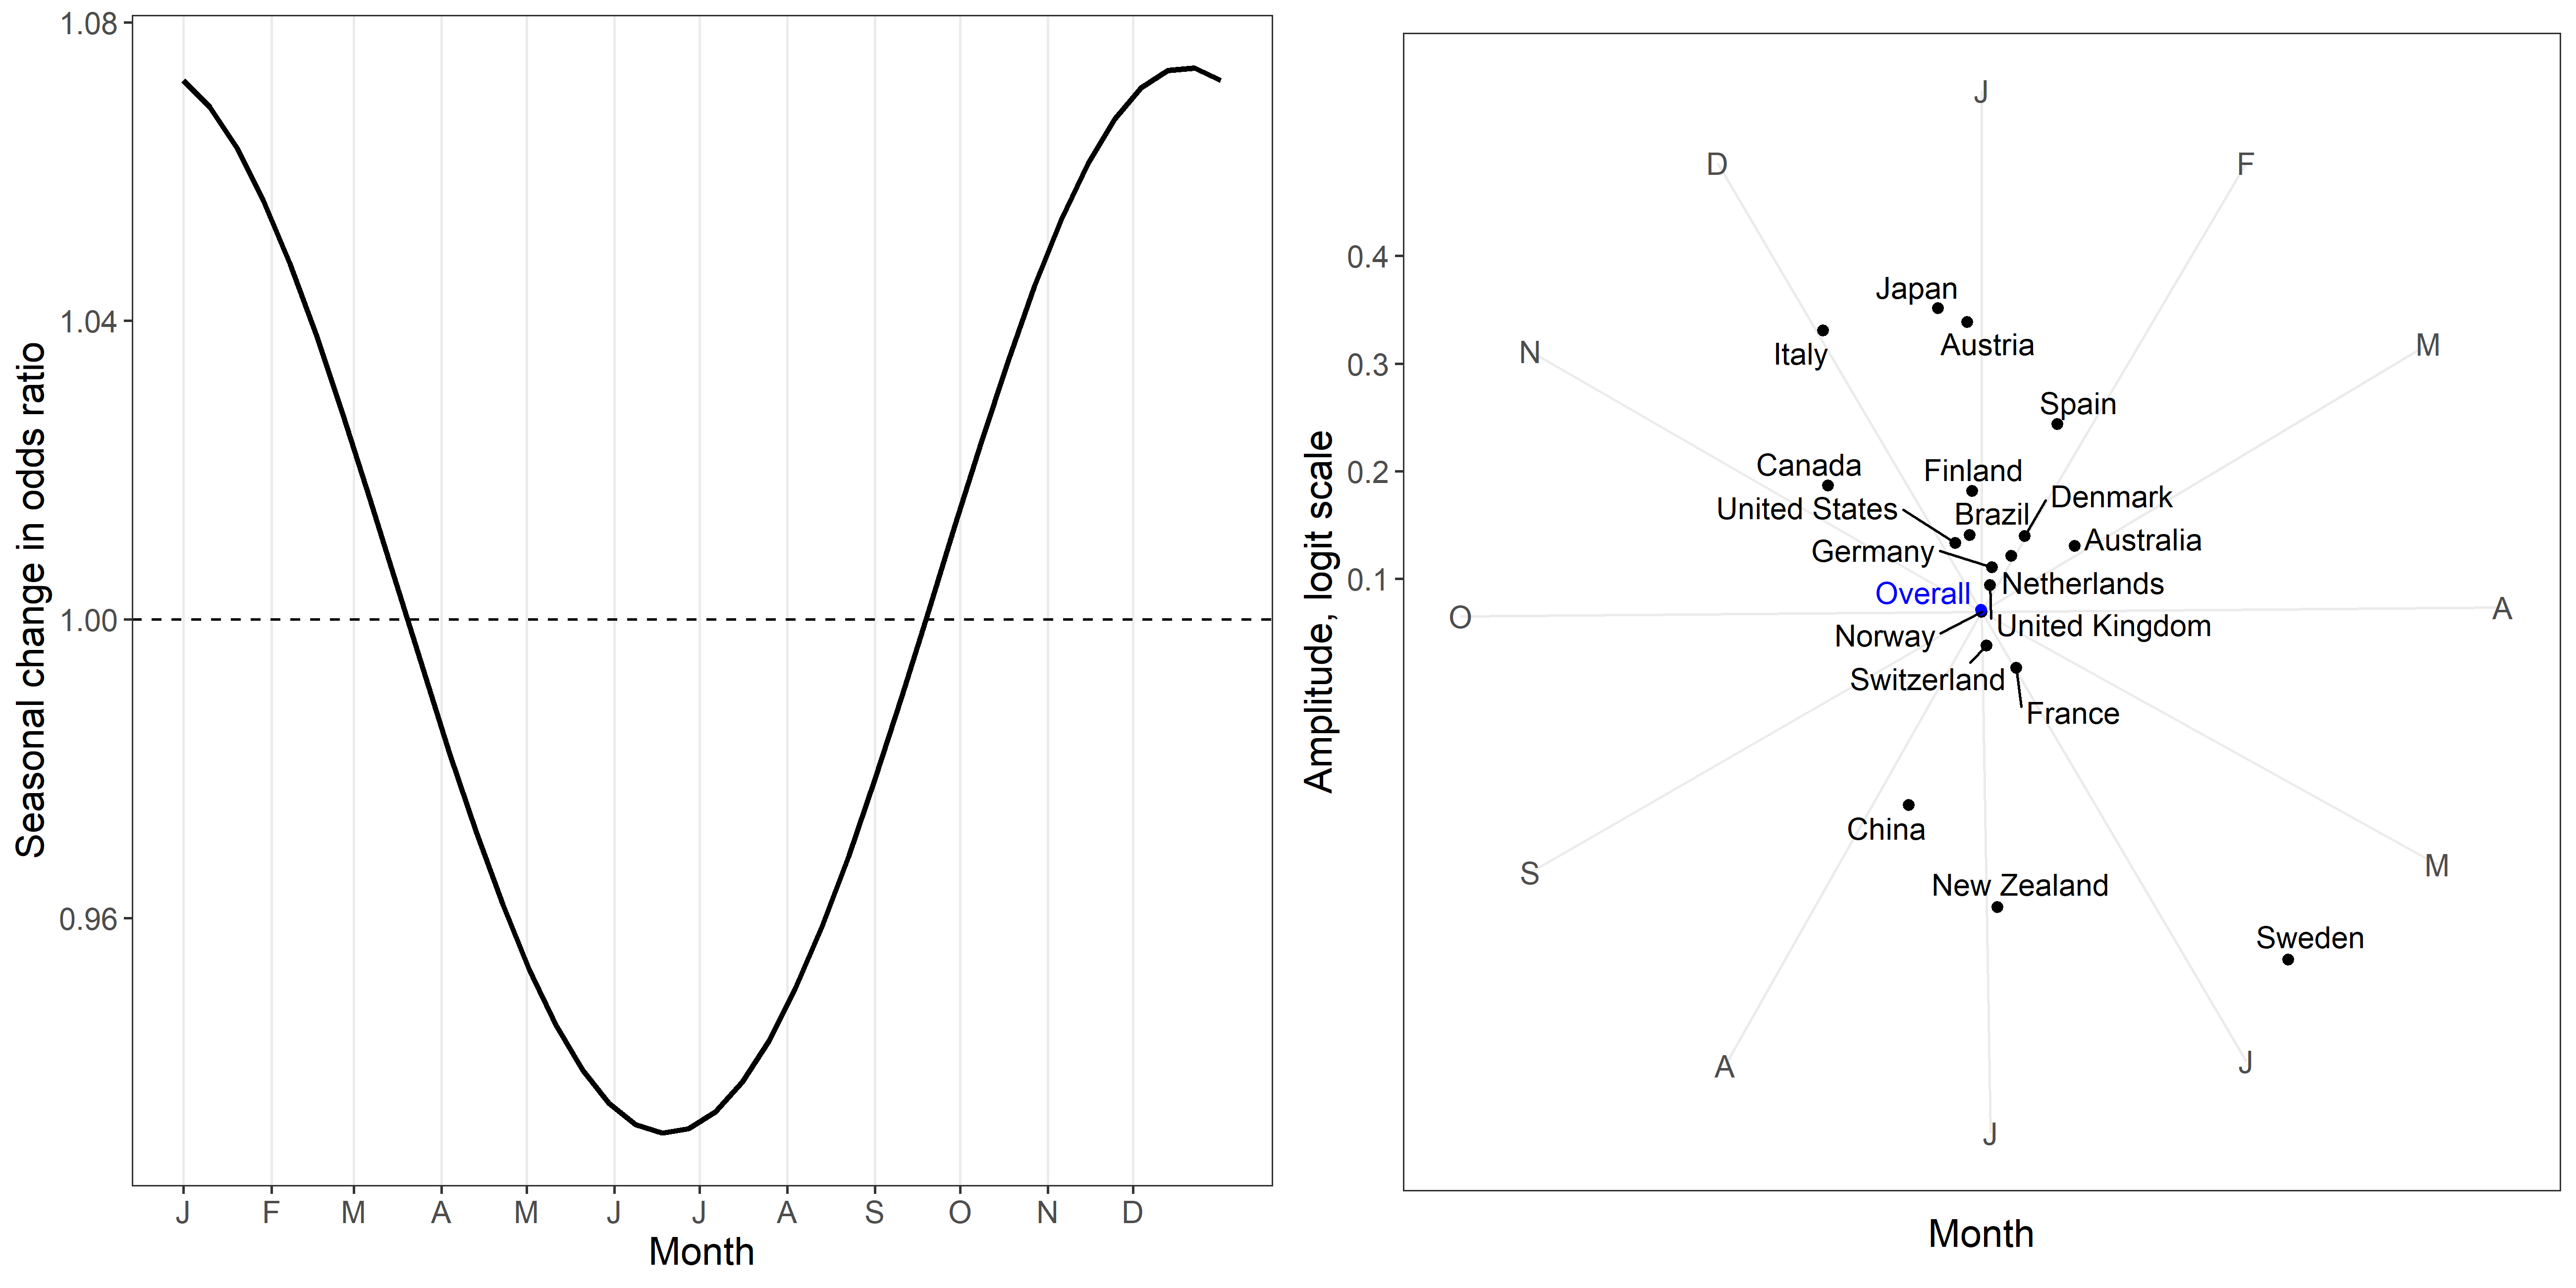 Seasonal change in odds ratio
1.08
1.04
1.00
0.96
J F M A M J J A S O N D
Month
Amplitude, logit scale
0.4
0.3
0.2
0.1
J
D
F
N
M
O
A
S
M
A
J
J
Japan
Italy
Austria
Spain
Canada
Finland
United States
Brazil
Denmark
Germany
Australia
Overall
Netherlands
Norway
United Kingdom
Switzerland
France
China
New Zealand
Sweden
Month